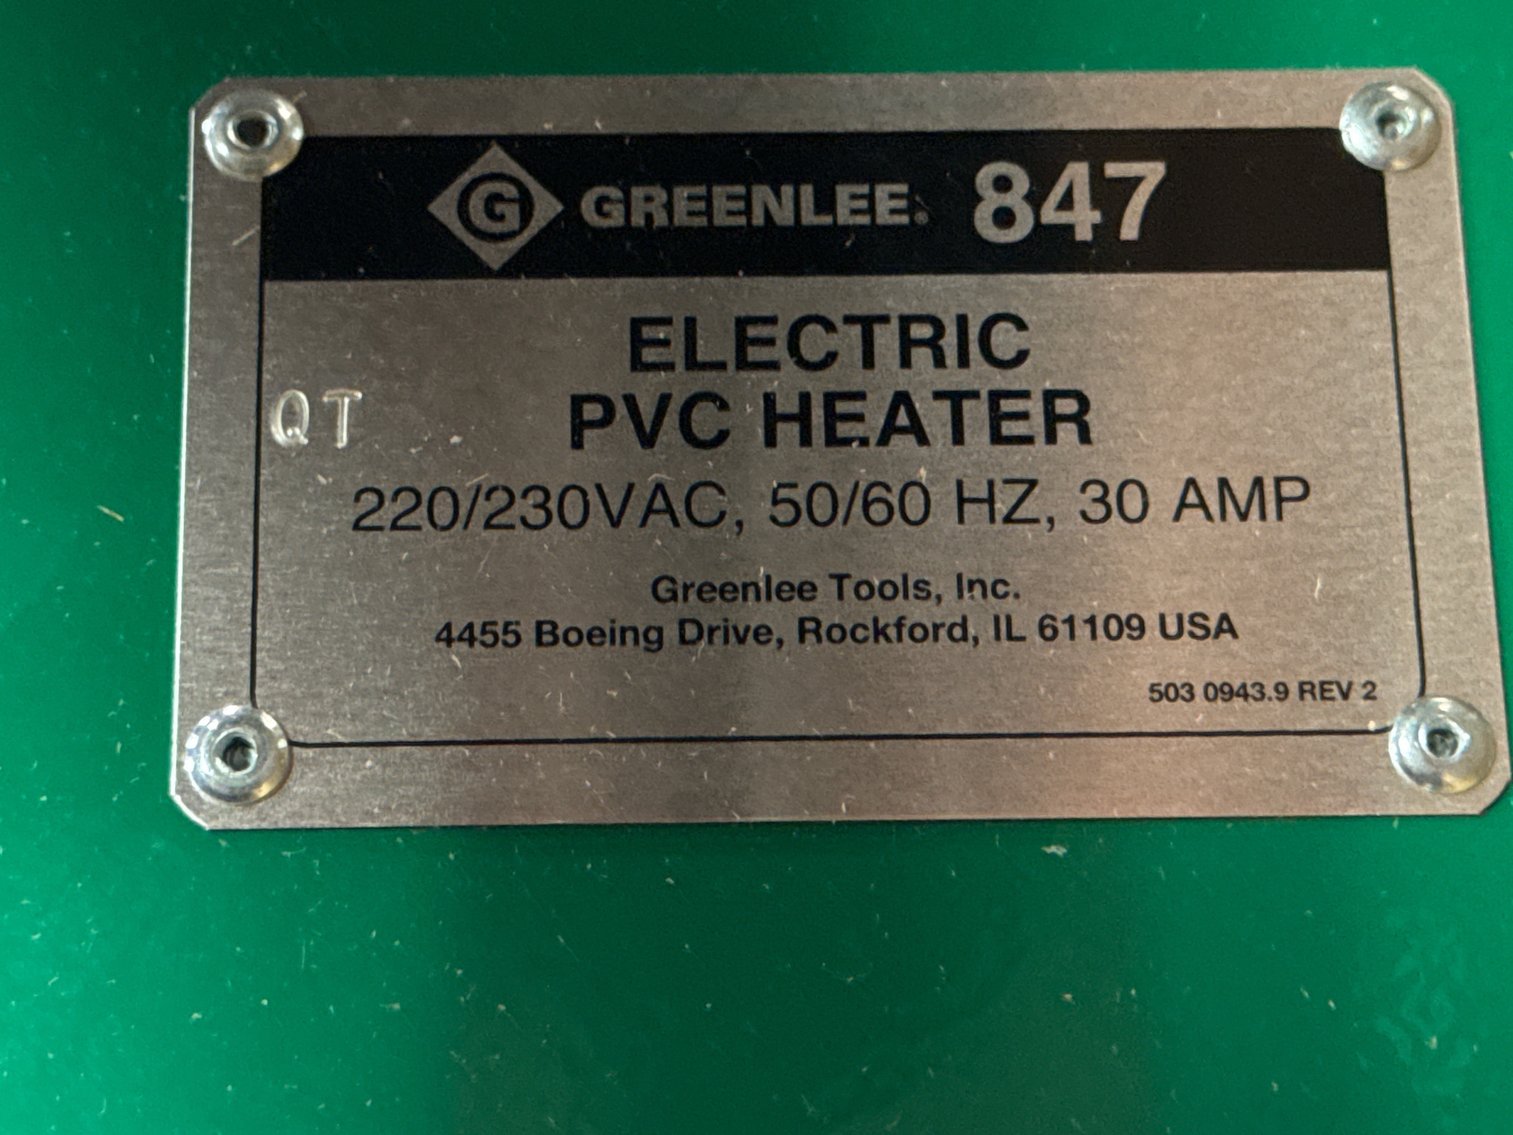 G GREENLEE® 847
ELECTRIC
PVC HEATER
QT
220/230VAC, 50/60 HZ, 30 AMP
Greenlee Tools, Inc.
4455 Boeing Drive, Rockford, IL 61109 USA
503 0943.9 REV 2